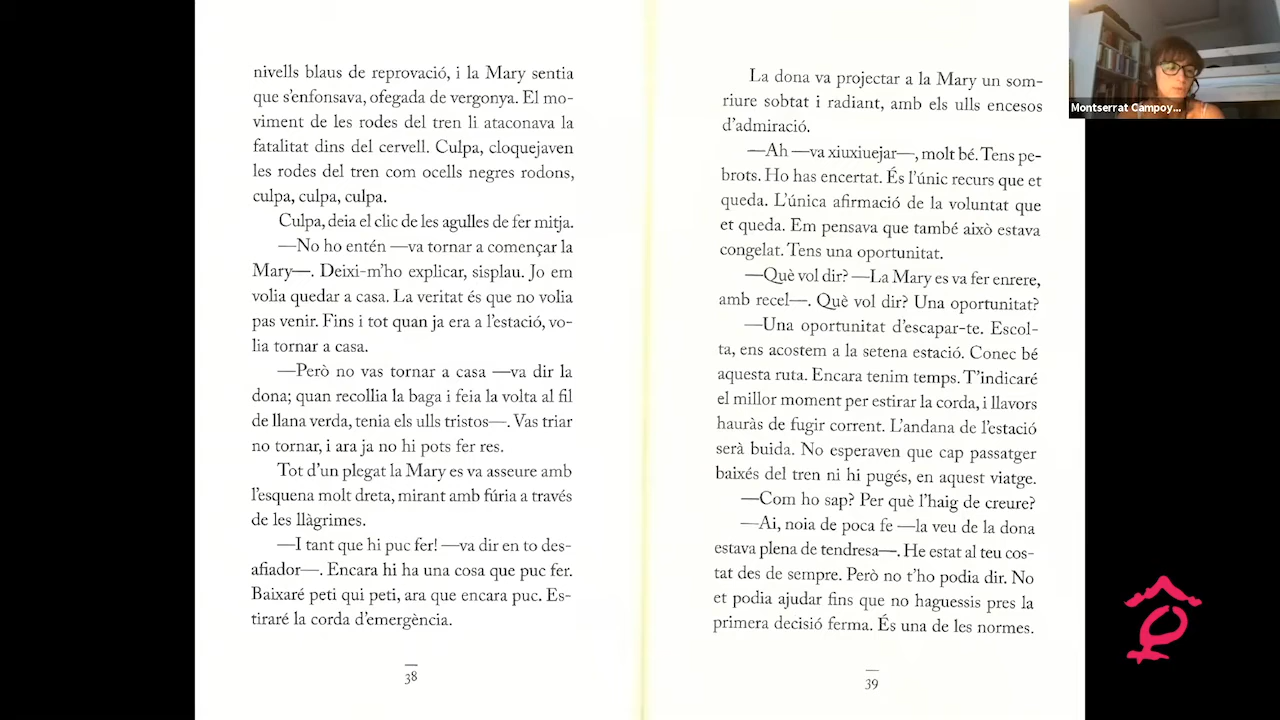 nivells blaus de reprovació, i la Mary sentia
que s'enfonsava, ofegada de vergonya. El mo-
viment de les rodes del tren li ataconava la
fatalitat dins del cervell. Culpa, cloquejaven
les rodes del tren com ocells negres rodons,
culpa, culpa, culpa.
Culpa, deia el clic de les agulles de fer mitja.
—No ho entén —va tornar a començar la
Mary—. Deixi-m'ho explicar, sisplau. Jo em
volia quedar a casa. La veritat és que no volia
pas venir. Fins i tot quan ja era a l'estació, vo-
lia tornar a casa.
—Però no vas tornar a casa —va dir la
dona; quan recollia la baga i feia la volta al fil
de llana verda, tenia els ulls tristos—. Vas triar
no tornar, i ara ja no hi pots fer res.
Tot d'un plegat la Mary es va asseure amb
l'esquena molt dreta, mirant amb fúria a través
de les llàgrimes.
—I tant que hi puc fer! —va dir en to des-
afiador—. Encara hi ha una cosa que puc fer.
Baixaré peti qui peti, ara que encara puc. Es-
tiraré la corda d'emergència.
38
La dona va projectar a la Mary un som-
riure sobtat i radiant, amb els ulls encesos
d'admiració.
—Ah —va xiuxiuejar—, molt bé. Tens pe-
brots. Ho has encertat. És l'únic recurs que et
queda. L'única afirmació de la voluntat que
et queda. Em pensava que també això estava
congelat. Tens una oportunitat.
—Què vol dir? —La Mary es va fer enrere,
amb recel—. Què vol dir? Una oportunitat?
—Una oportunitat d'escapar-te. Escol-
ta, ens acostem a la setena estació. Conec bé
aquesta ruta. Encara tenim temps. T'indicaré
el millor moment per estirar la corda, i llavors
hauràs de fugir corrent. L'andana de l'estació
serà buida. No esperaven que cap passatger
baixés del tren ni hi pugés, en aquest viatge.
—Com ho sap? Per què l'haig de creure?
—Ai, noia de poca fe —la veu de la dona
estava plena de tendresa—. He estat al teu cos-
tat des de sempre. Però no t'ho podia dir. No
et podia ajudar fins que no haguessis pres la
primera decisió ferma. És una de les normes.
39
Montserrat Campoy...